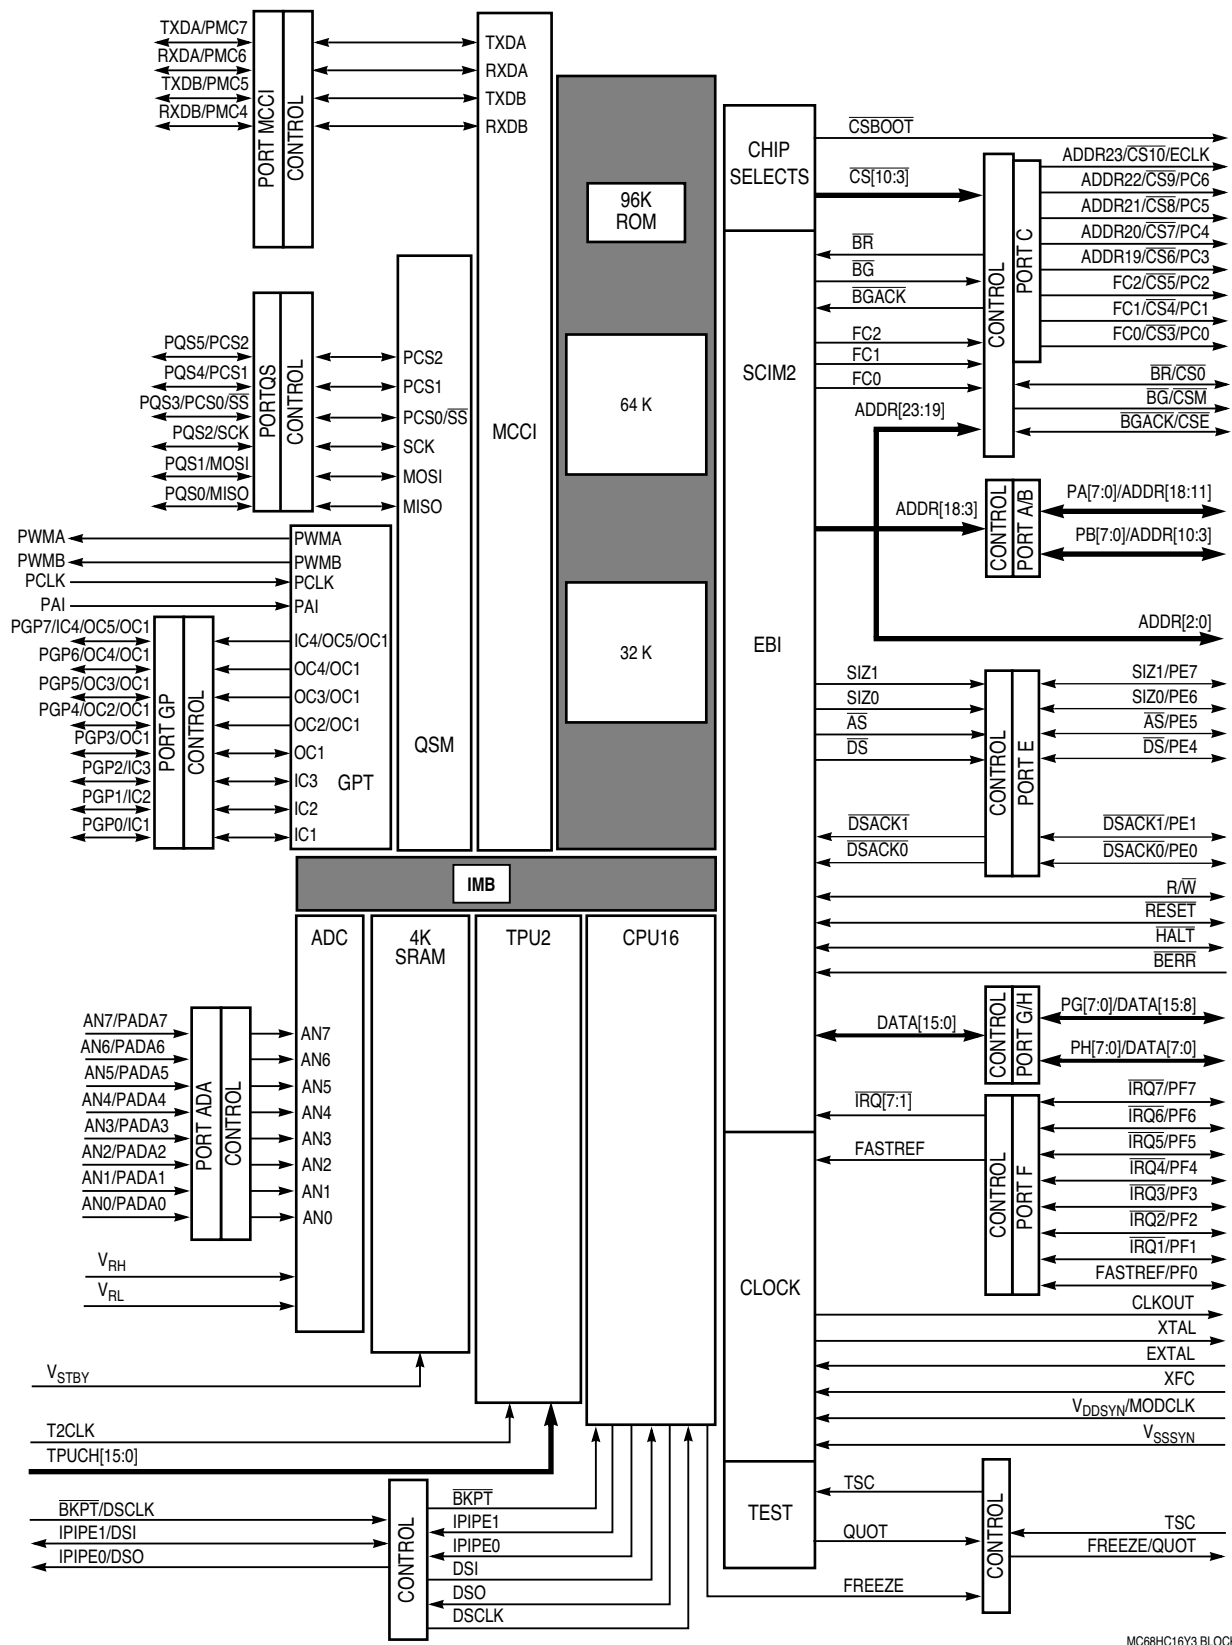 TXDA/PMC7
RXDA/PMC6
TXDB/PMC5
RXDB/PMC4
PORT MCCI
CONTROL
TXDA
RXDA
TXDB
RXDB
MCCI
PQS5/PCS2
PQS4/PCS1
PQS3/PCS0/SS
PQS2/SCK
PQS1/MOSI
PQS0/MISO
PORTQS
CONTROL
PCS2
PCS1
PCS0/SS
SCK
MOSI
MISO
QSM
PWMA
PWMB
PCLK
PAI
PGP7/IC4/OC5/OC1
PGP6/OC4/OC1
PGP5/OC3/OC1
PGP4/OC2/OC1
PGP3/OC1
PGP2/IC3
PGP1/IC2
PGP0/IC1
PORT GP
CONTROL
PWMA
PWMB
PCLK
PAI
IC4/OC5/OC1
OC4/OC1
OC3/OC1
OC2/OC1
OC1
IC3
IC2
IC1
GPT
96K
ROM
64 K
32 K
IMB
CHIP
SELECTS
SCIM2
EBI
CLOCK
TEST
CSBOOT
CS[10:3]
BR
BG
BGACK
FC2
FC1
FC0
ADDR[23:19]
CONTROL
PORT C
ADDR23/CS10/ECLK
ADDR22/CS9/PC6
ADDR21/CS8/PC5
ADDR20/CS7/PC4
ADDR19/CS6/PC3
FC2/CS5/PC2
FC1/CS4/PC1
FC0/CS3/PC0
BR/CS0
BG/CSM
BGACK/CSE
ADDR[18:3]
CONTROL
PORT A/B
PA[7:0]/ADDR[18:11]
PB[7:0]/ADDR[10:3]
ADDR[2:0]
SIZ1
SIZ0
AS
DS
DSACK1
DSACK0
CONTROL
PORT E
SIZ1/PE7
SIZ0/PE6
AS/PE5
DS/PE4
DSACK1/PE1
DSACK0/PE0
R/W
RESET
HALT
BERR
DATA[15:0]
CONTROL
PORT G/H
PG[7:0]/DATA[15:8]
PH[7:0]/DATA[7:0]
IRQ[7:1]
FASTREF
CONTROL
PORT F
IRQ7/PF7
IRQ6/PF6
IRQ5/PF5
IRQ4/PF4
IRQ3/PF3
IRQ2/PF2
IRQ1/PF1
FASTREF/PF0
CLKOUT
XTAL
EXTAL
XFC
VDDSYN/MODCLK
VSSSYN
TSC
QUOT
FREEZE
CONTROL
TSC
FREEZE/QUOT
ADC
4K
SRAM
TPU2
CPU16
AN7/PADA7
AN6/PADA6
AN5/PADA5
AN4/PADA4
AN3/PADA3
AN2/PADA2
AN1/PADA1
AN0/PADA0
PORT ADA
CONTROL
AN7
AN6
AN5
AN4
AN3
AN2
AN1
AN0
VRH
VRL
VSTBY
T2CLK
TPUCH[15:0]
BKPT/DSCLK
IPIPE1/DSI
IPIPE0/DSO
CONTROL
BKPT
IPIPE1
IPIPE0
DSI
DSO
DSCLK